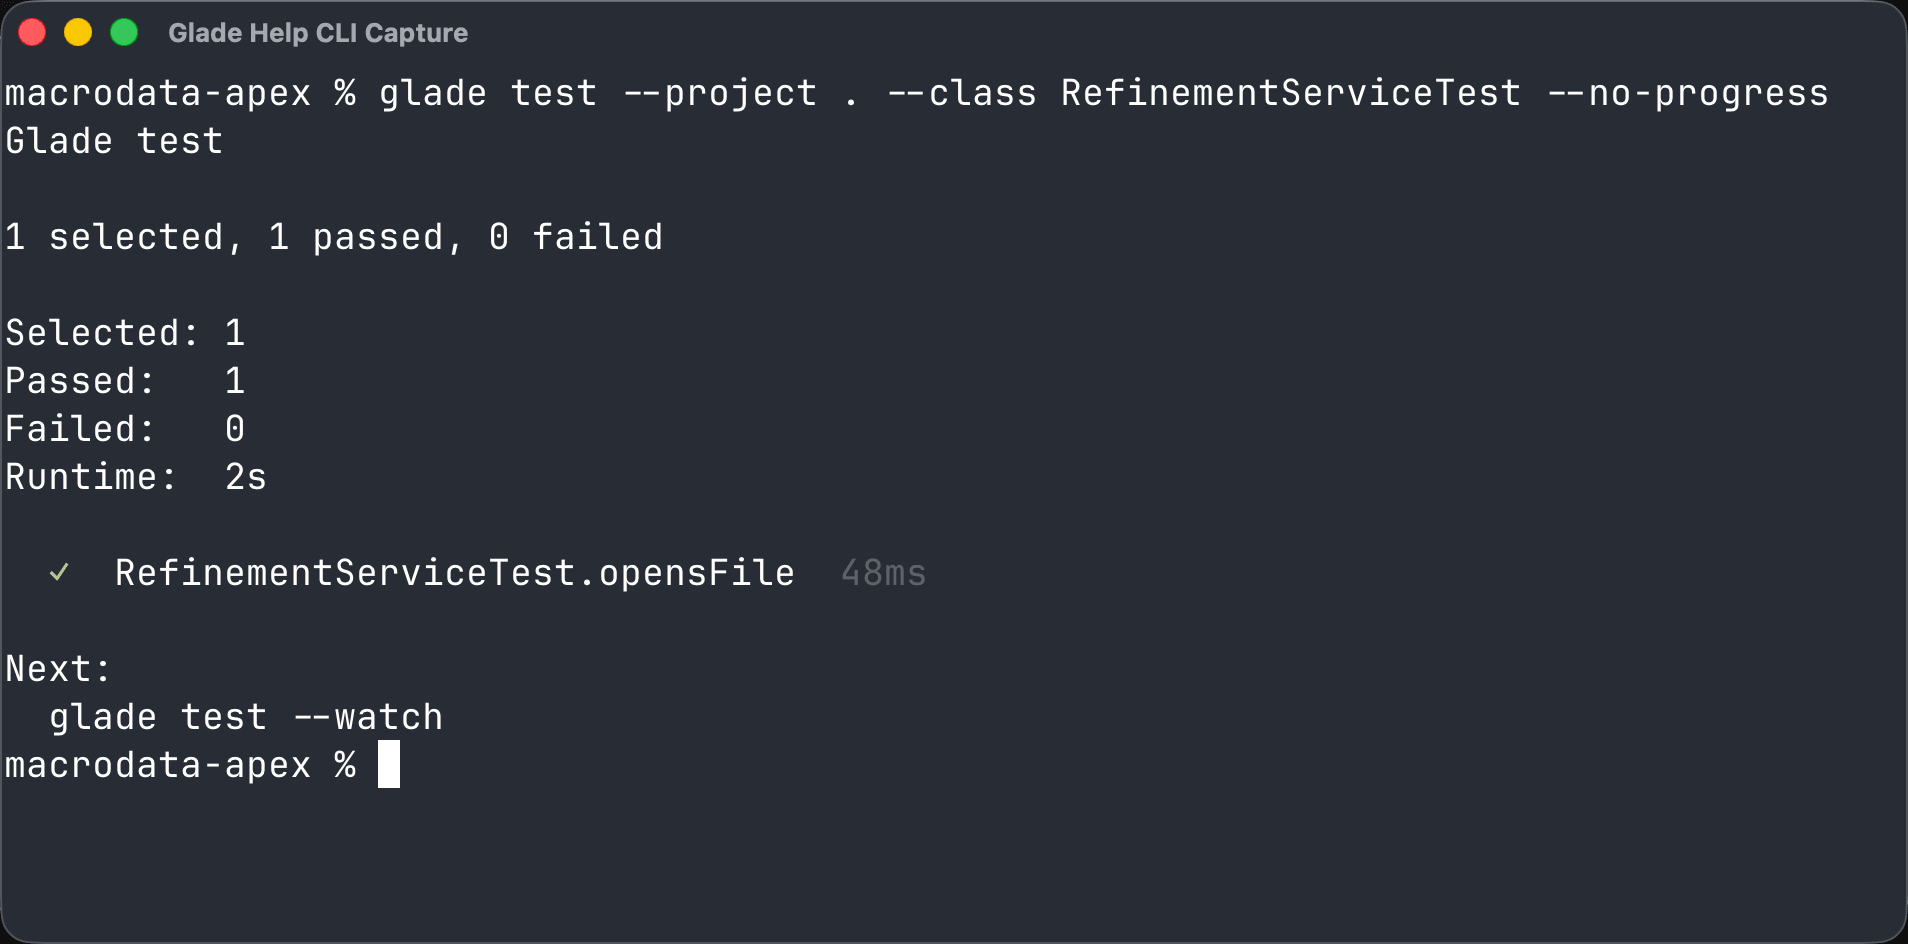 Glade Help CLI Capture
macrodata-apex % glade test --project . --class RefinementServiceTest --no-progress
Glade test
1 selected, 1 passed, 0 failed
Selected: 1
Passed:   1
Failed:   0
Runtime:  2s
✓  RefinementServiceTest.opensFile  48ms
Next:
  glade test --watch
macrodata-apex %